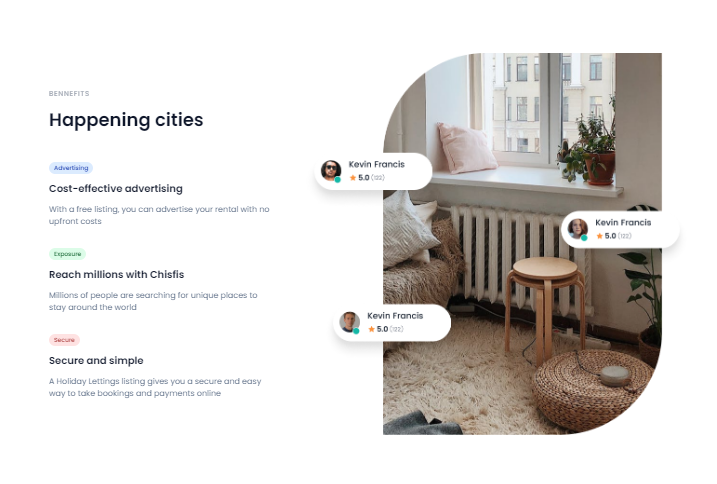 BENNEFITS
Happening cities
Advertising
Cost-effective advertising
With a free listing, you can advertise your rental with no
upfront costs
Exposure
Reach millions with Chisfis
Millions of people are searching for unique places to
stay around the world
Secure
Secure and simple
A Holiday Lettings listing gives you a secure and easy
way to take bookings and payments online
Kevin Francis
5.0 (122)
Kevin Francis
5.0 (122)
Kevin Francis
5.0 (122)